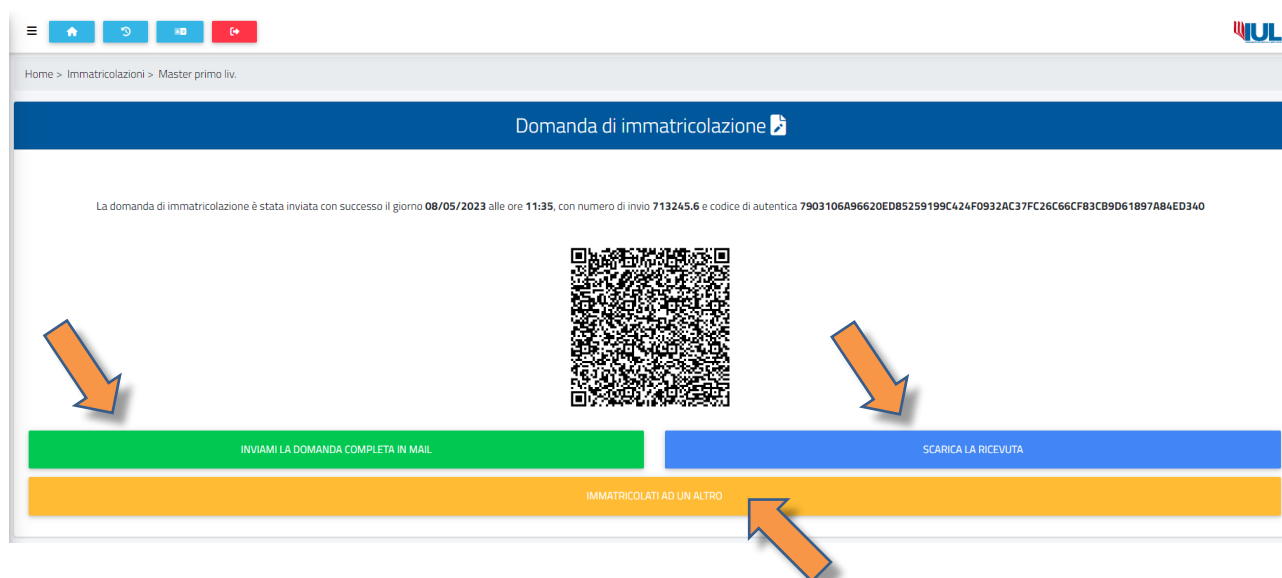 IUL
Home > Immatricolazioni > Master primo liv.
Domanda di immatricolazione
La domanda di immatricolazione è stata inviata con successo il giorno 08/05/2023 alle ore 11:35, con numero di invio 713245.6 e codice di autentica 7903106A96620ED85259199C424F0932AC37FC26C66CF83CB9D61897A84ED340
INVIAMI LA DOMANDA COMPLETA IN MAIL
SCARICA LA RICEVUTA
IMMATRICOLATI AD UN ALTRO